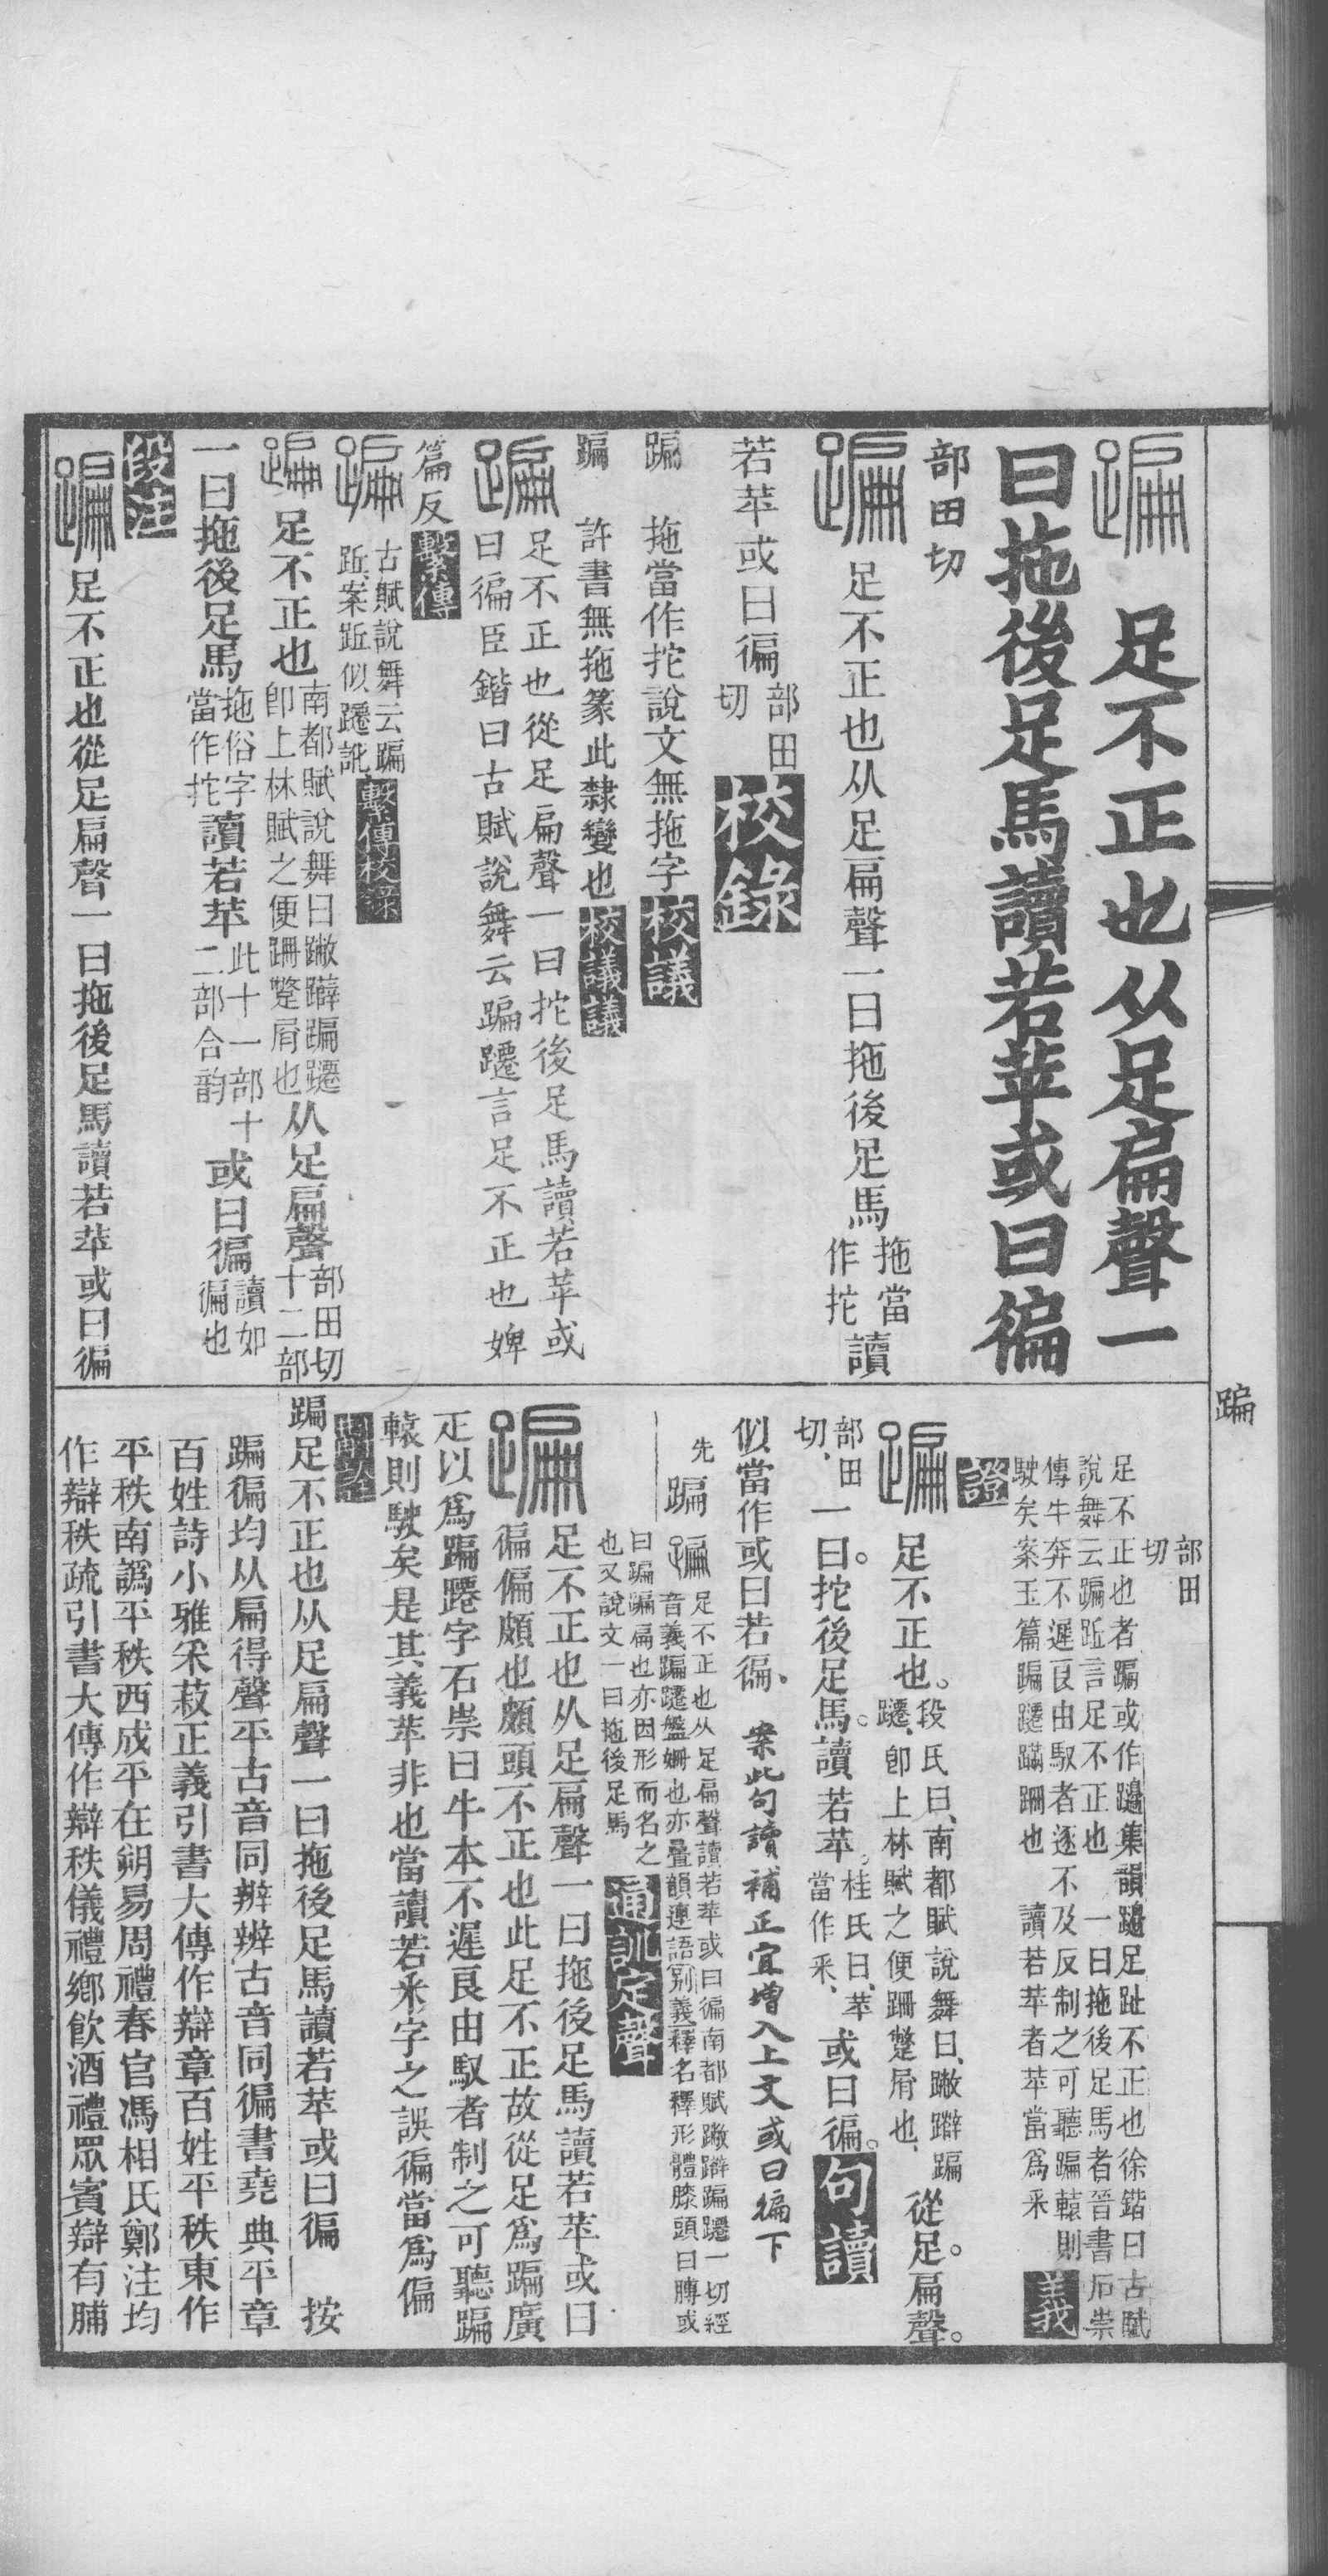 蹁 足不正也从足扁聲一
曰拖後足馬讀若苹或曰徧
部田切
蹁 足不正也从足扁聲一曰拖後足馬拖當作拕讀
若苹或曰徧部田切校錄
蹁 拖當作拕說文無拖字校議
蹁 許書無拖篆此隸變也校議議
蹁 足不正也從足扁聲一曰拕後足馬讀若苹或
曰徧臣鍇曰古賦說舞云蹁躚言足不正也婢
篇反繫傳
蹁 古賦說舞云蹁
𨀁案𨀁似躚訛繫傳校錄
蹁 足不正也南都賦說舞曰蹩躃蹁躚
卽上林賦之便跚蹩屑也从足扁聲部田切
十二部
一曰拖後足馬拖俗字
當作拕讀若苹此十一部十
二部合韵或曰徧讀如
徧也
段注
蹁 足不正也從足扁聲一曰拖後足馬讀若苹或曰徧
蹁
部田
切
足不正也者蹁或作𨘢集韻𨘢足趾不正也徐鍇曰古賦
說舞云蹁𨀁言足不正也 一曰拖後足馬者晉書石崇
傳牛奔不遲良由馭者逐不及反制之可聽蹁轅則
駛矣案玉篇蹁躚蹣跚也 讀若苹者苹當爲釆 義
證
蹁 足不正也。段氏曰、南都賦說舞曰、蹩躃蹁
躚、卽上林賦之便跚蹩屑也、從足。扁聲。
部田
切、一曰。拕後足馬。讀若苹。桂氏曰、苹
當作釆、或曰徧。句讀
似當作或曰若徧、 案此句讀補正宜增入上文或曰徧下
先蹁 蹁 足不正也从足扁聲讀若苹或曰徧南都賦蹩躃蹁躚一切經
音義蹁躚盤姍也亦疊韻連語別義釋名釋形體膝頭曰膞或
曰蹁蹁扁也亦因形而名之
也又說文一曰拖後足馬 通訓定聲
蹁 足不正也从足扁聲一曰拖後足馬讀若苹或曰
徧偏頗也頗頭不正也此足不正故從足爲蹁廣
疋以爲蹁躚字石崇曰牛本不遲良由馭者制之可聽蹁
轅則駛矣是其義苹非也當讀若釆字之誤徧當爲偏
斠詮
蹁足不正也从足扁聲一曰拖後足馬讀若苹或曰徧 按
蹁徧均从扁得聲平古音同辨辨古音同徧書堯典平章
百姓詩小雅采菽正義引書大傳作辯章百姓平秩東作
平秩南譌平秩西成平在朔易周禮春官馮相氏鄭注均
作辯秩疏引書大傳作辯秩儀禮鄉飲酒禮眾賓辯有脯